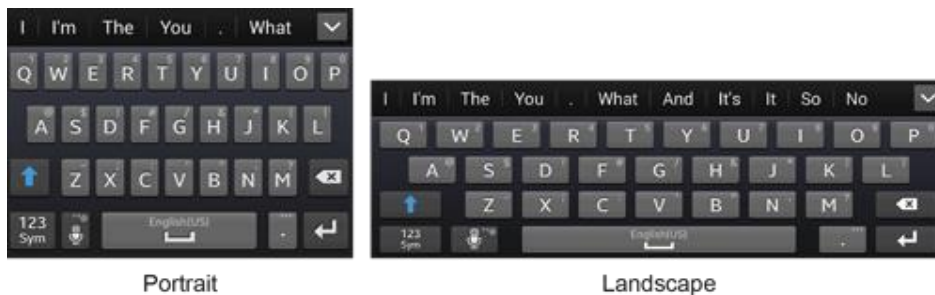 I I'm The You . What
Q W E R T Y U I O P
A S D F G H J K L
Z X C V B N M
123
Sym
English(US)
.
Portrait
I I'm The You . What And It's It So No
Q W E R T Y U I O P
A S D F G H J K L
Z X C V B N M
123
Sym
English(US)
.
Landscape